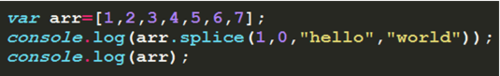 var arr=[1,2,3,4,5,6,7];
console.log(arr.splice(1,0,"hello","world"));
console.log(arr);